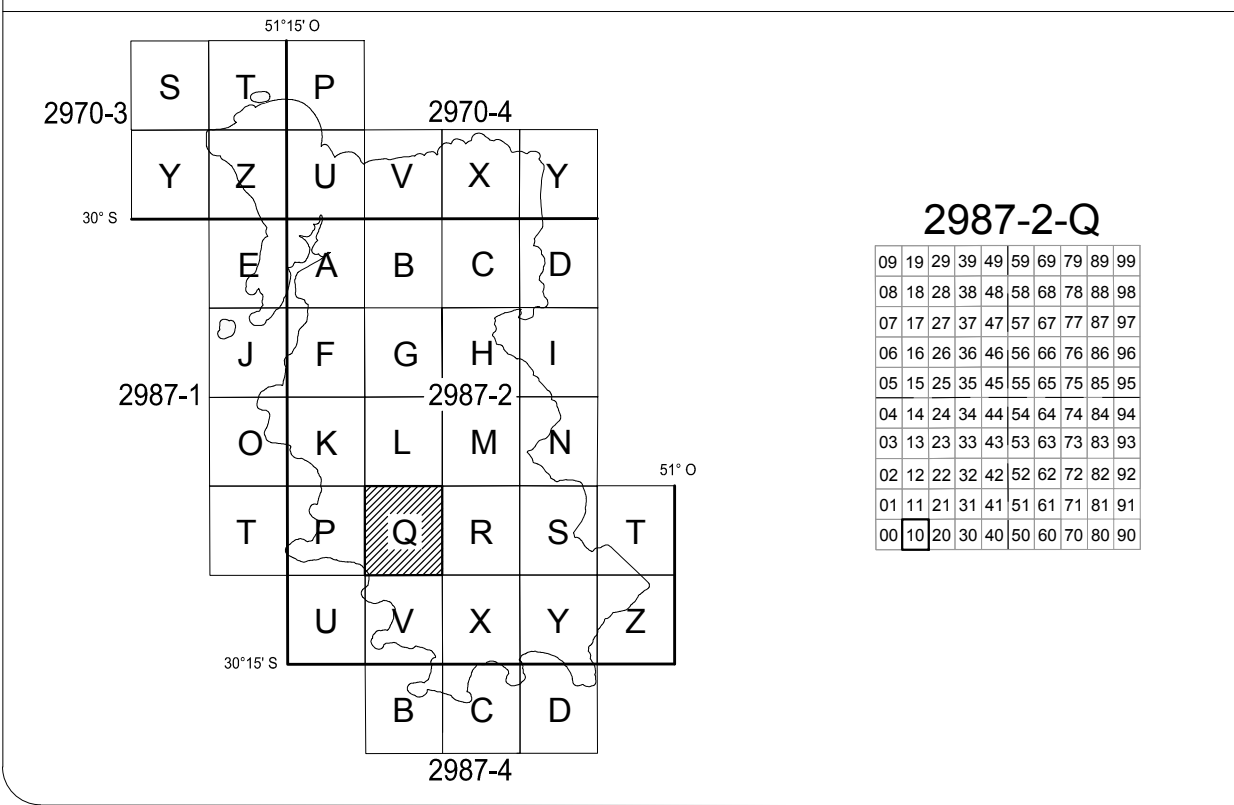 51°15' O
S T P
2970-3 2970-4
Y Z U V X Y
30° S
E A B C D
J F G H I
2987-1 2987-2
O K L M N
51° O
T P Q R S T
U V X Y Z
30°15' S
B C D
2987-4
2987-2-Q
09 19 29 39 49 59 69 79 89 99
08 18 28 38 48 58 68 78 88 98
07 17 27 37 47 57 67 77 87 97
06 16 26 36 46 56 66 76 86 96
05 15 25 35 45 55 65 75 85 95
04 14 24 34 44 54 64 74 84 94
03 13 23 33 43 53 63 73 83 93
02 12 22 32 42 52 62 72 82 92
01 11 21 31 41 51 61 71 81 91
00 10 20 30 40 50 60 70 80 90